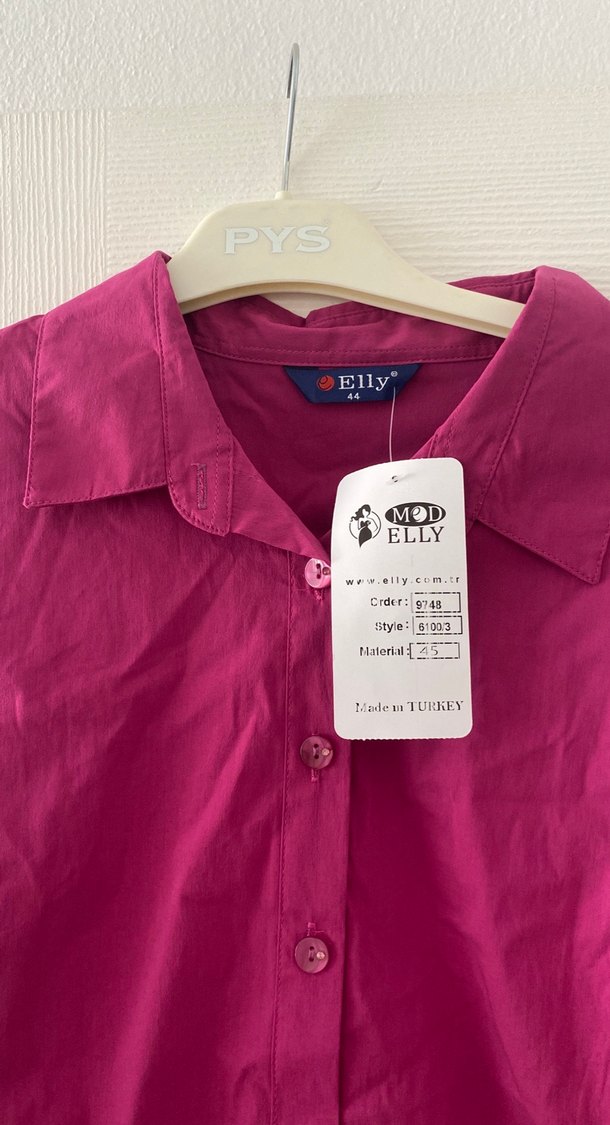 PYS
Elly®
44
MOD
ELLY
www.elly.com.tr
Order: 9748
Style: 6100/3
Material: 45
Made in TURKEY